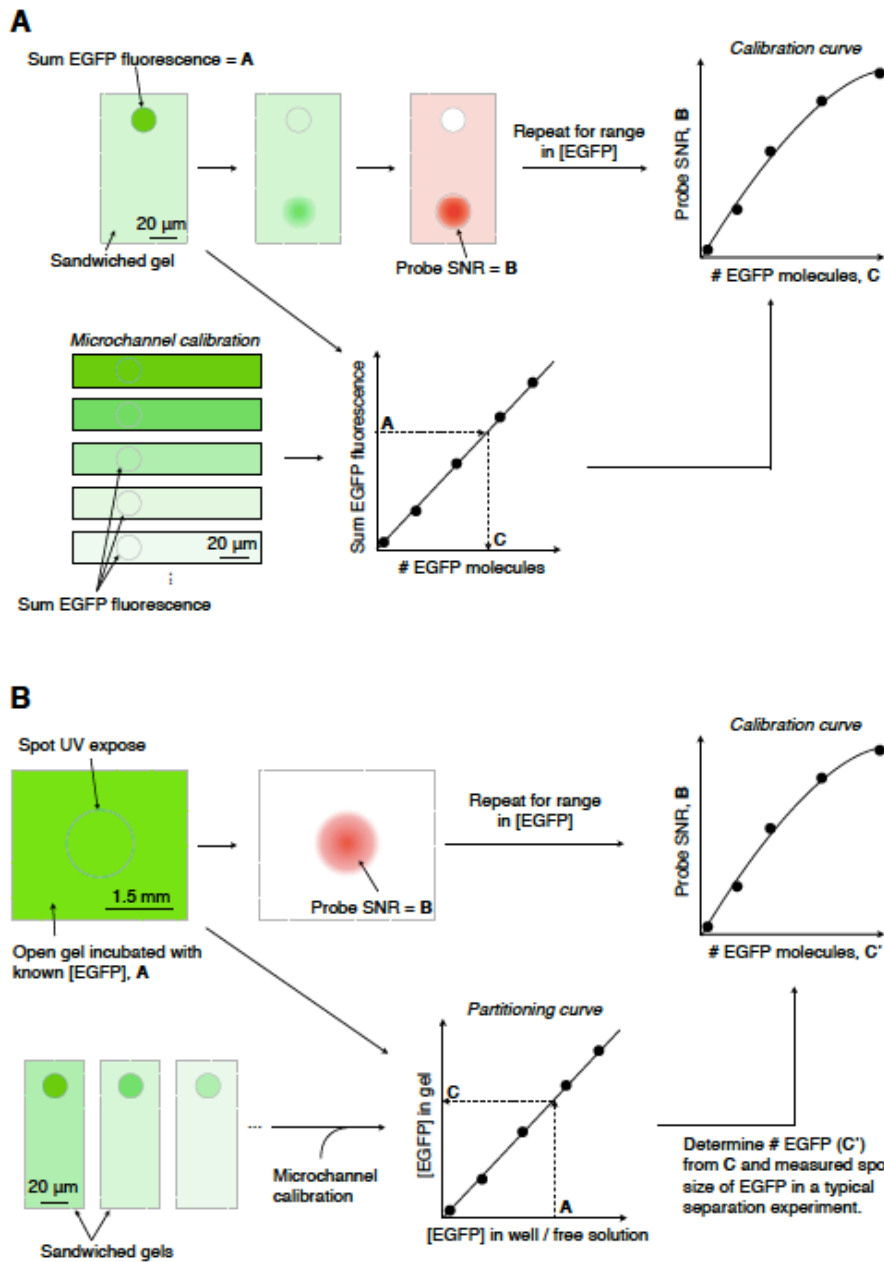 A
Sum EGFP fluorescence = A
20 µm
Sandwiched gel
Probe SNR = B
Repeat for range
in [EGFP]
Calibration curve
Probe SNR, B
# EGFP molecules, C
Microchannel calibration
20 µm
Sum EGFP fluorescence
Sum EGFP fluorescence
A
C
# EGFP molecules
B
Spot UV expose
1.5 mm
Open gel incubated with
known [EGFP], A
Probe SNR = B
Repeat for range
in [EGFP]
Calibration curve
Probe SNR, B
# EGFP molecules, C'
20 µm
Sandwiched gels
Microchannel
calibration
Partitioning curve
[EGFP] in gel
C
A
[EGFP] in well / free solution
Determine # EGFP (C')
from C and measured spo
size of EGFP in a typical
separation experiment.